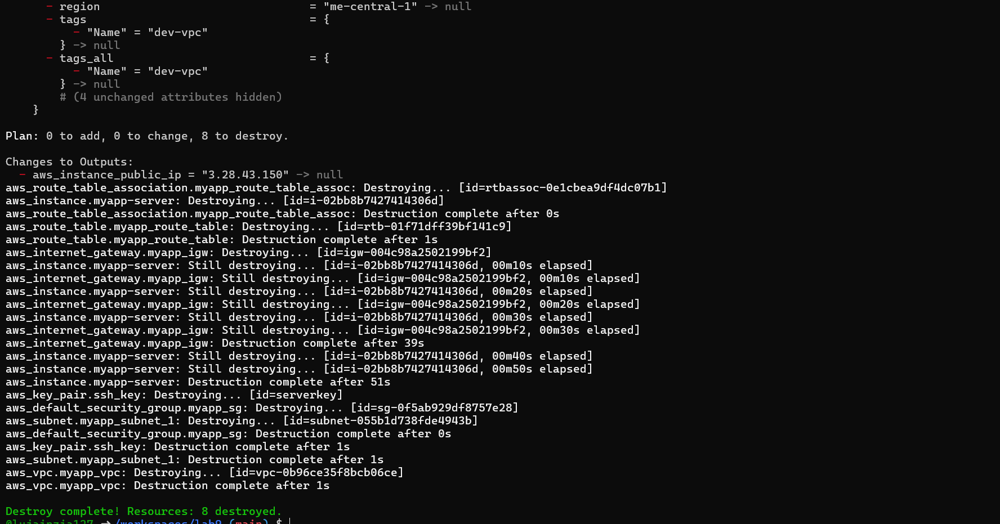 - region = "me-central-1" -> null
- tags = {
- "Name" = "dev-vpc"
} -> null
- tags_all = {
- "Name" = "dev-vpc"
} -> null
# (4 unchanged attributes hidden)
}
Plan: 0 to add, 0 to change, 8 to destroy.
Changes to Outputs:
- aws_instance_public_ip = "3.28.43.150" -> null
aws_route_table_association.myapp_route_table_assoc: Destroying... [id=rtbassoc-0e1cbea9df4dc07b1]
aws_instance.myapp-server: Destroying... [id=i-02bb8b7427414306d]
aws_route_table_association.myapp_route_table_assoc: Destruction complete after 0s
aws_route_table.myapp_route_table: Destroying... [id=rtb-01f71dff39bf141c9]
aws_route_table.myapp_route_table: Destruction complete after 1s
aws_internet_gateway.myapp_igw: Destroying... [id=igw-004c98a2502199bf2]
aws_instance.myapp-server: Still destroying... [id=i-02bb8b7427414306d, 00m10s elapsed]
aws_internet_gateway.myapp_igw: Still destroying... [id=igw-004c98a2502199bf2, 00m10s elapsed]
aws_instance.myapp-server: Still destroying... [id=i-02bb8b7427414306d, 00m20s elapsed]
aws_internet_gateway.myapp_igw: Still destroying... [id=igw-004c98a2502199bf2, 00m20s elapsed]
aws_instance.myapp-server: Still destroying... [id=i-02bb8b7427414306d, 00m30s elapsed]
aws_internet_gateway.myapp_igw: Still destroying... [id=igw-004c98a2502199bf2, 00m30s elapsed]
aws_internet_gateway.myapp_igw: Destruction complete after 39s
aws_instance.myapp-server: Still destroying... [id=i-02bb8b7427414306d, 00m40s elapsed]
aws_instance.myapp-server: Still destroying... [id=i-02bb8b7427414306d, 00m50s elapsed]
aws_instance.myapp-server: Destruction complete after 51s
aws_key_pair.ssh_key: Destroying... [id=serverkey]
aws_default_security_group.myapp_sg: Destroying... [id=sg-0f5ab929df8757e28]
aws_subnet.myapp_subnet_1: Destroying... [id=subnet-055b1d738fde4943b]
aws_default_security_group.myapp_sg: Destruction complete after 0s
aws_key_pair.ssh_key: Destruction complete after 1s
aws_subnet.myapp_subnet_1: Destruction complete after 1s
aws_vpc.myapp_vpc: Destroying... [id=vpc-0b96ce35f8bcb06ce]
aws_vpc.myapp_vpc: Destruction complete after 1s
Destroy complete! Resources: 8 destroyed.
➜ (main) $